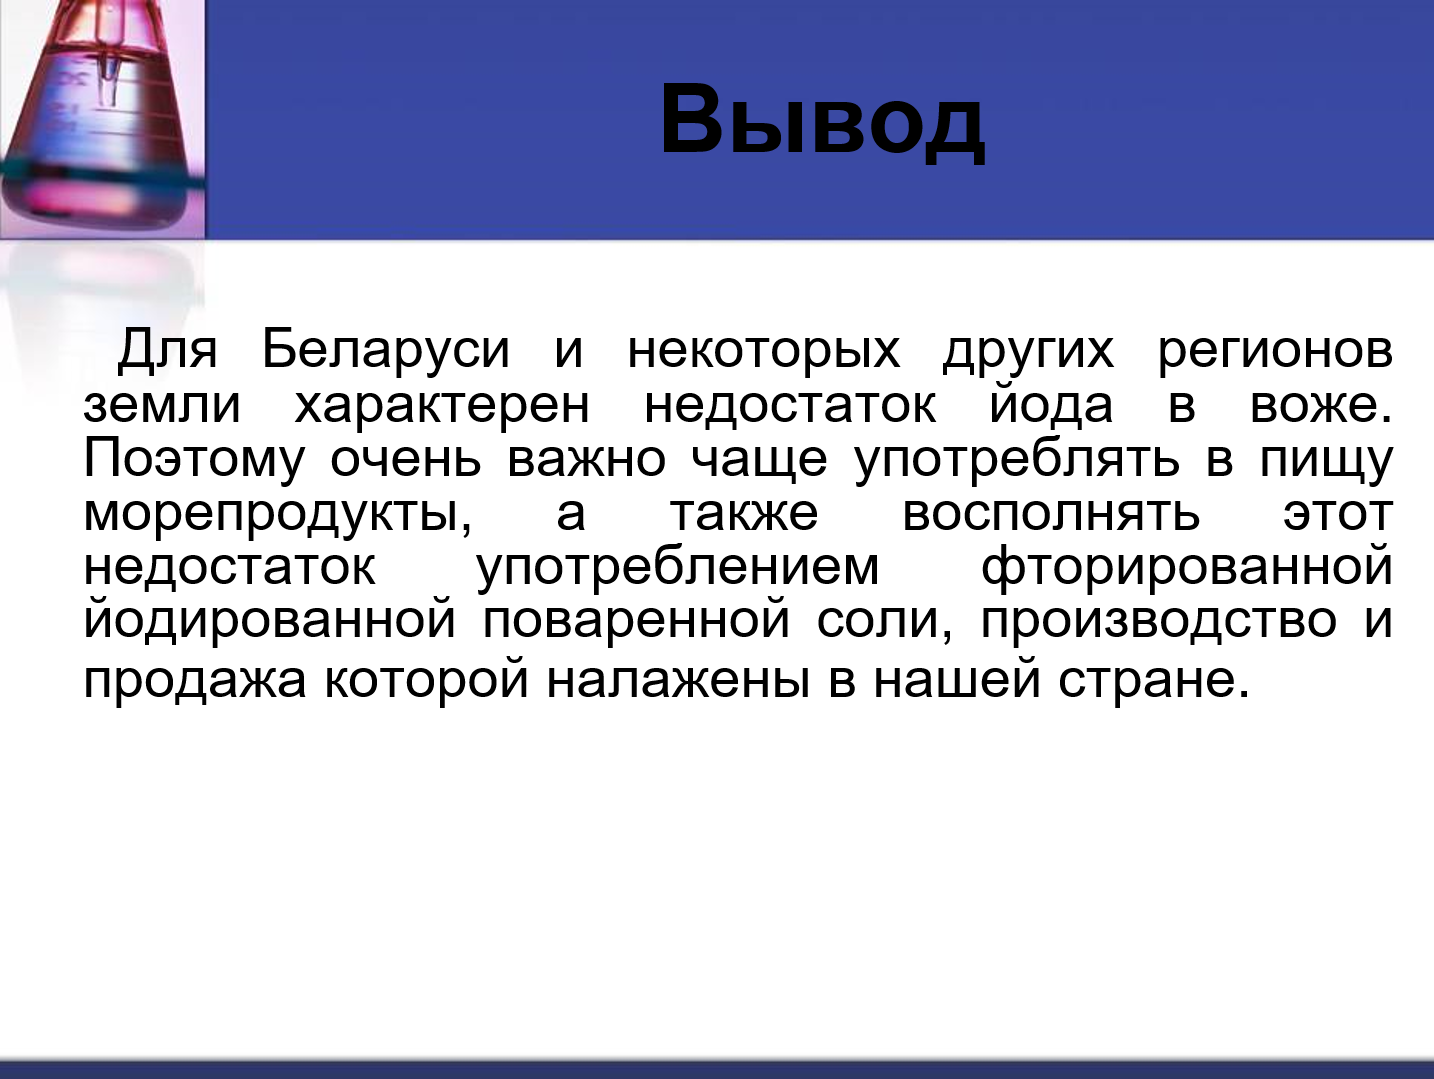 Вывод
Для Беларуси и некоторых других регионов
земли характерен недостаток йода в воже.
Поэтому очень важно чаще употреблять в пищу
морепродукты, а также восполнять этот
недостаток употреблением фторированной
йодированной поваренной соли, производство и
продажа которой налажены в нашей стране.